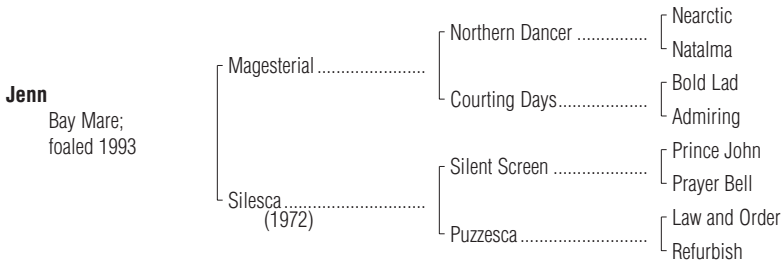 Nearctic
Northern Dancer ...............
Natalma
Magesterial .......................
Bold Lad
Courting Days...................
Admiring
Jenn
Bay Mare;
foaled 1993
Prince John
Silent Screen ....................
Prayer Bell
Silesca..............................
(1972)
Law and Order
Puzzesca...........................
Refurbish